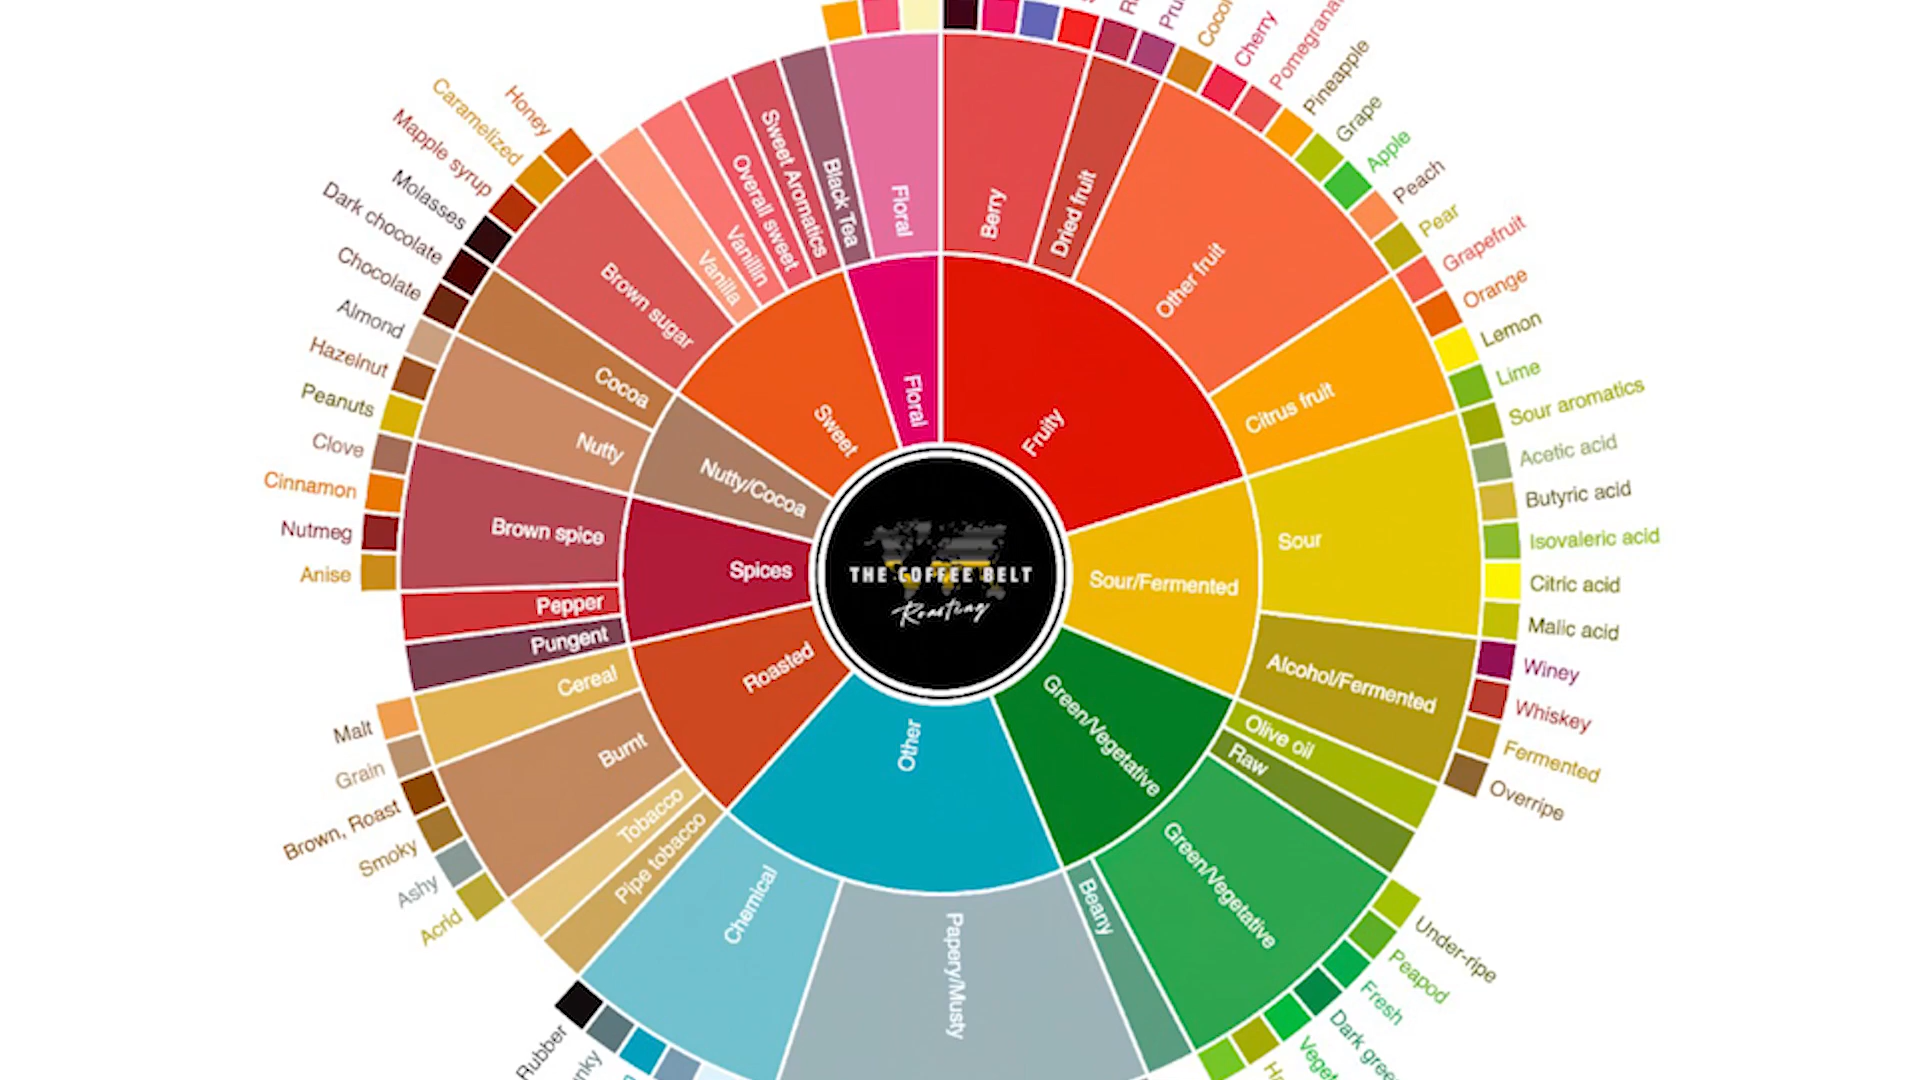 THE COFFEE BELT
Roasting
Floral
Fruity
Sour/Fermented
Green/Vegetative
Other
Roasted
Spices
Nutty/Cocoa
Sweet
Floral
Berry
Dried fruit
Other fruit
Citrus fruit
Sour
Alcohol/Fermented
Olive oil
Raw
Green/Vegetative
Beany
Papery/Musty
Chemical
Pipe tobacco
Tobacco
Burnt
Cereal
Pungent
Pepper
Brown spice
Nutty
Cocoa
Brown sugar
Vanilla
Vanillin
Overall sweet
Sweet Aromatics
Black Tea
Cherry
Pineapple
Grape
Apple
Peach
Pear
Grapefruit
Orange
Lemon
Lime
Sour aromatics
Acetic acid
Butyric acid
Isovaleric acid
Citric acid
Malic acid
Winey
Whiskey
Fermented
Overripe
Under-ripe
Peapod
Fresh
Rubber
Acrid
Ashy
Smoky
Brown, Roast
Grain
Malt
Anise
Nutmeg
Cinnamon
Clove
Peanuts
Hazelnut
Almond
Chocolate
Dark chocolate
Molasses
Mapple syrup
Caramelized
Honey